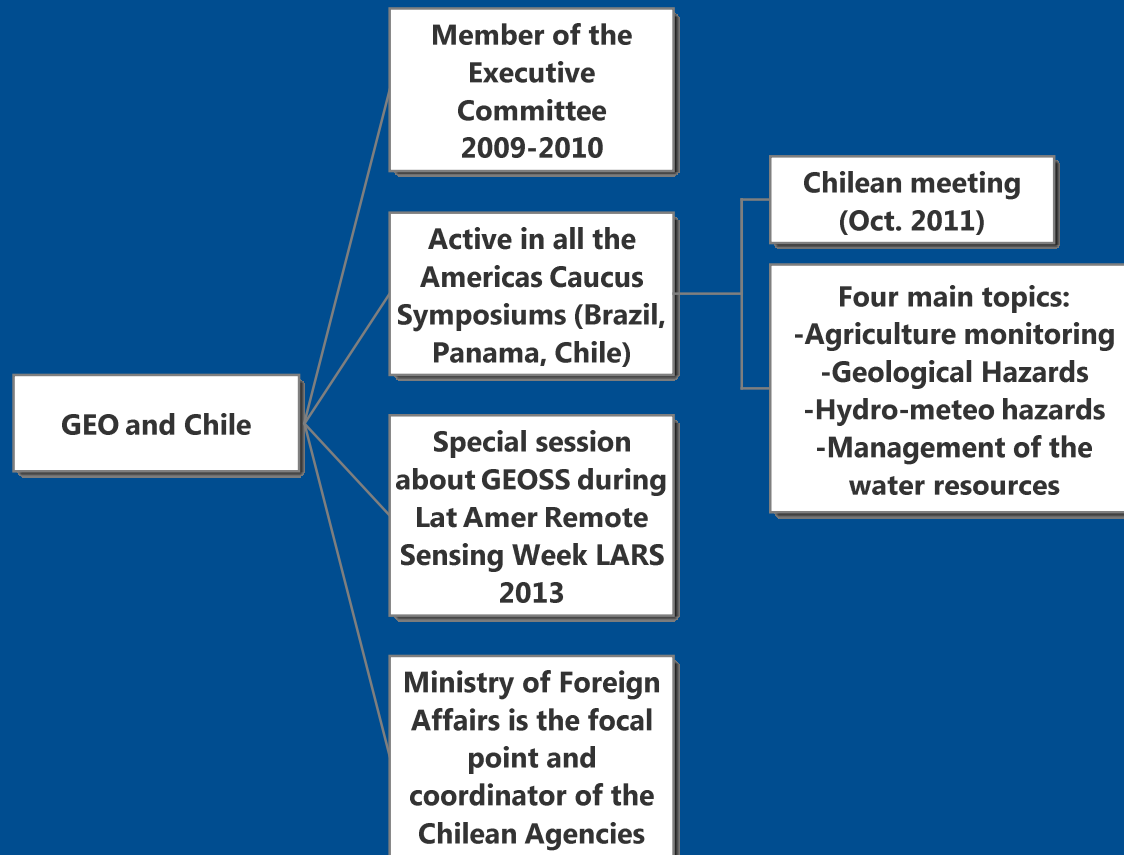 GEO and Chile
Member of the
Executive
Committee
2009-2010
Active in all the
Americas Caucus
Symposiums (Brazil,
Panama, Chile)
Chilean meeting
(Oct. 2011)
Four main topics:
-Agriculture monitoring
-Geological Hazards
-Hydro-meteo hazards
-Management of the
water resources
Special session
about GEOSS during
Lat Amer Remote
Sensing Week LARS
2013
Ministry of Foreign
Affairs is the focal
point and
coordinator of the
Chilean Agencies